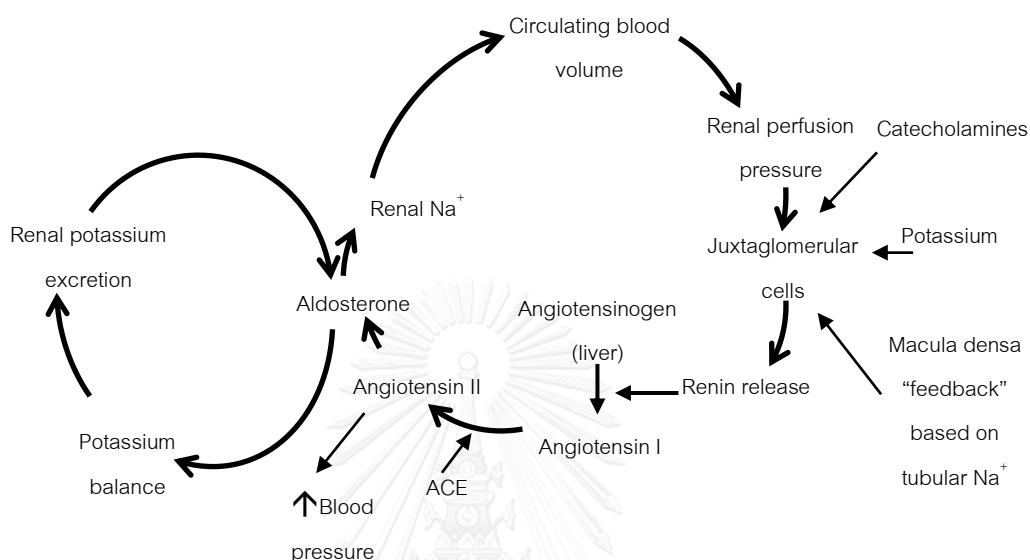 Circulating blood
volume
Renal perfusion
pressure
Catecholamines
Renal Na⁺
Renal potassium
excretion
Juxtaglomerular
cells
Potassium
Aldosterone
Angiotensinogen
(liver)
Macula densa
“feedback”
based on
tubular Na⁺
Angiotensin II
Renin release
Potassium
balance
Angiotensin I
ACE
↑Blood
pressure